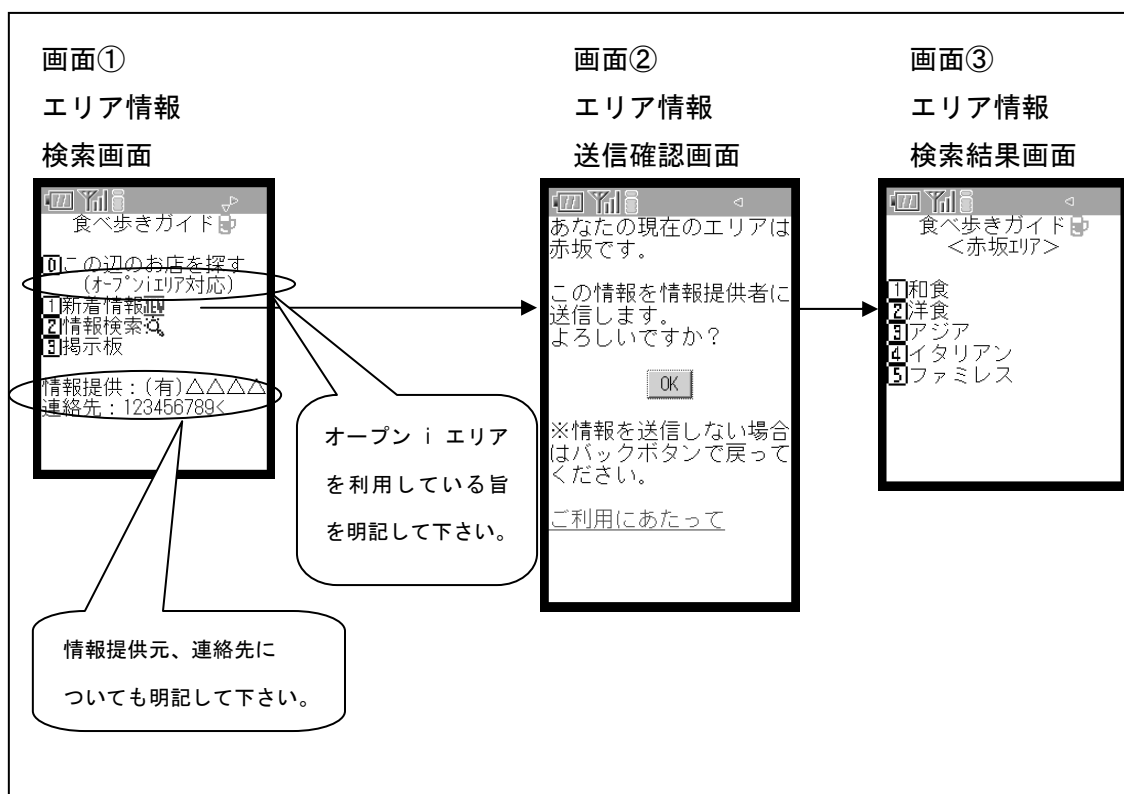 画面①
エリア情報
検索画面
食べ歩きガイド
0この辺のお店を探す
(ｵｰﾌﾟﾝiｴﾘｱ対応)
1新着情報NEW
2情報検索
3掲示板
情報提供：(有)△△△△
連絡先：123456789<
情報提供元、連絡先に
ついても明記して下さい。
オープン i エリア
を利用している旨
を明記して下さい。
画面②
エリア情報
送信確認画面
あなたの現在のエリアは
赤坂です。
この情報を情報提供者に
送信します。
よろしいですか？
OK
※情報を送信しない場合
はバックボタンで戻って
ください。
ご利用にあたって
画面③
エリア情報
検索結果画面
食べ歩きガイド
＜赤坂ｴﾘｱ＞
1和食
2洋食
3アジア
4イタリアン
5ファミレス